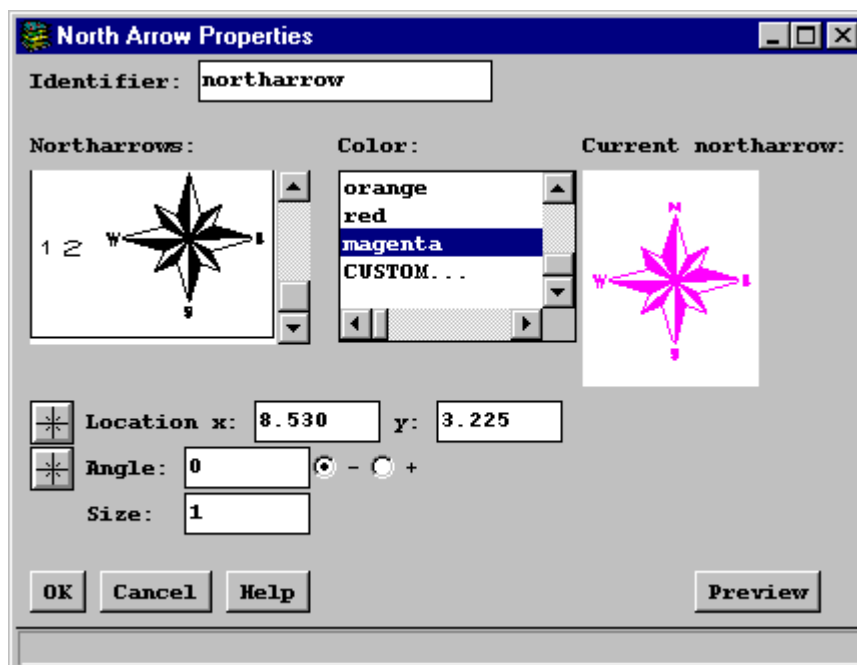 North Arrow Properties
Identifier: northarrow
Northarrows: Color: Current northarrow:
orange
red
magenta
CUSTOM...
1 2 W S
N W S
Location x: 8.530 y: 3.225
Angle: 0 - +
Size: 1
OK Cancel Help Preview